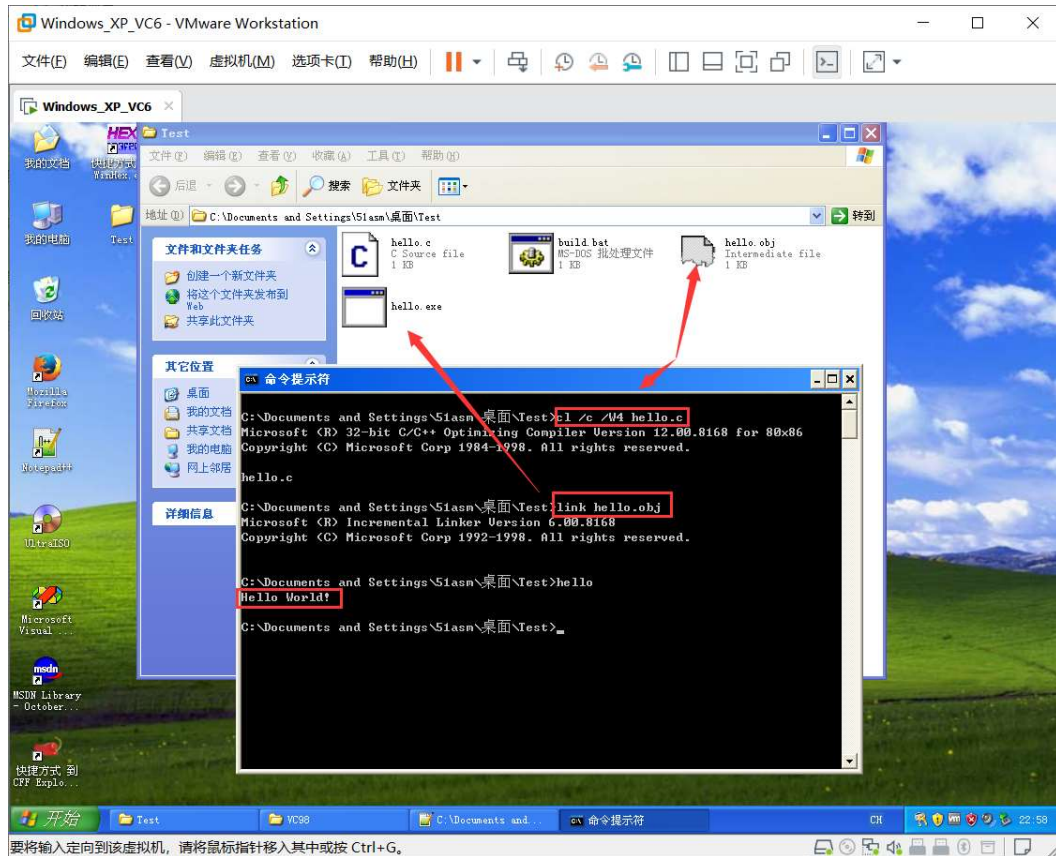 Windows_XP_VC6 - VMware Workstation
文件(F) 编辑(E) 查看(V) 虚拟机(M) 选项卡(T) 帮助(H)
Windows_XP_VC6
我的文档
快捷方式
WinHex.
我的电脑
Test
回收站
Mozilla
Firefox
Notepad++
UltraISO
Microsoft
Visual ...
msdn
MSDN Library
- October...
快捷方式 到
CFF Explo...
Test
文件(F) 编辑(E) 查看(V) 收藏(A) 工具(T) 帮助(H)
后退 搜索 文件夹
地址(D) C:\Documents and Settings\51asm\桌面\Test 转到
文件和文件夹任务
创建一个新文件夹
将这个文件夹发布到
Web
共享此文件夹
其它位置
桌面
我的文档
共享文档
我的电脑
网上邻居
详细信息
hello.c
C Source file
1 KB
build.bat
MS-DOS 批处理文件
1 KB
hello.obj
Intermediate file
1 KB
hello.exe
命令提示符
C:\Documents and Settings\51asm\桌面\Test>cl /c /W4 hello.c
Microsoft (R) 32-bit C/C++ Optimizing Compiler Version 12.00.8168 for 80x86
Copyright (C) Microsoft Corp 1984-1998. All rights reserved.
hello.c
C:\Documents and Settings\51asm\桌面\Test>link hello.obj
Microsoft (R) Incremental Linker Version 6.00.8168
Copyright (C) Microsoft Corp 1992-1998. All rights reserved.
C:\Documents and Settings\51asm\桌面\Test>hello
Hello World!
C:\Documents and Settings\51asm\桌面\Test>_
开始 Test VC98 C:\Documents and... 命令提示符 CH 22:58
要将输入定向到该虚拟机，请将鼠标指针移入其中或按 Ctrl+G。